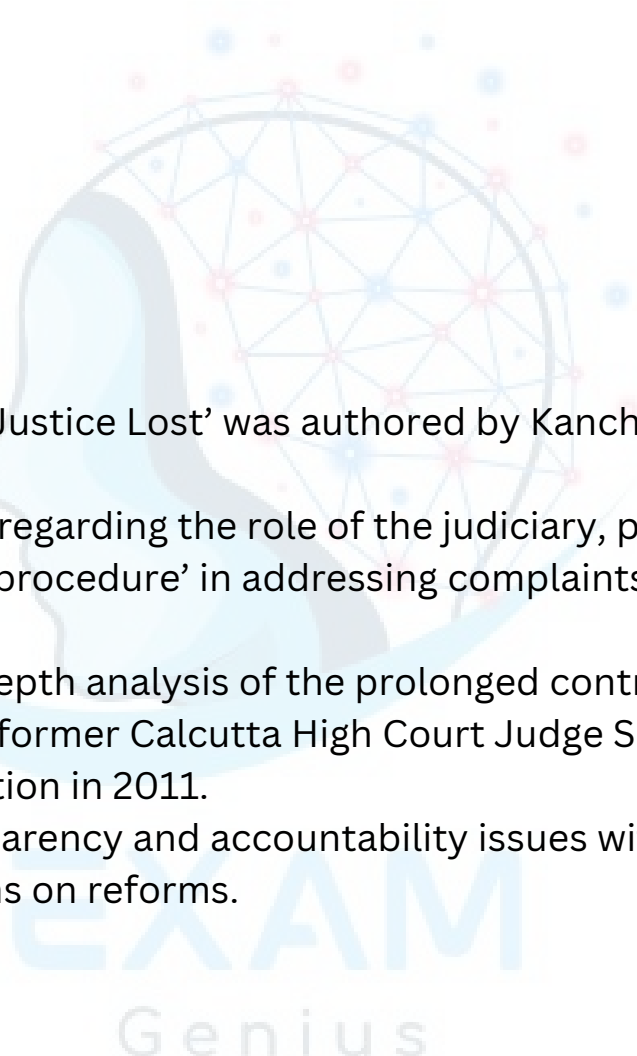 Justice Lost’ was authored by Kanch
regarding the role of the judiciary, p
procedure’ in addressing complaints
epth analysis of the prolonged contr
former Calcutta High Court Judge S
tion in 2011.
arency and accountability issues wi
s on reforms.
EXAM
Genius